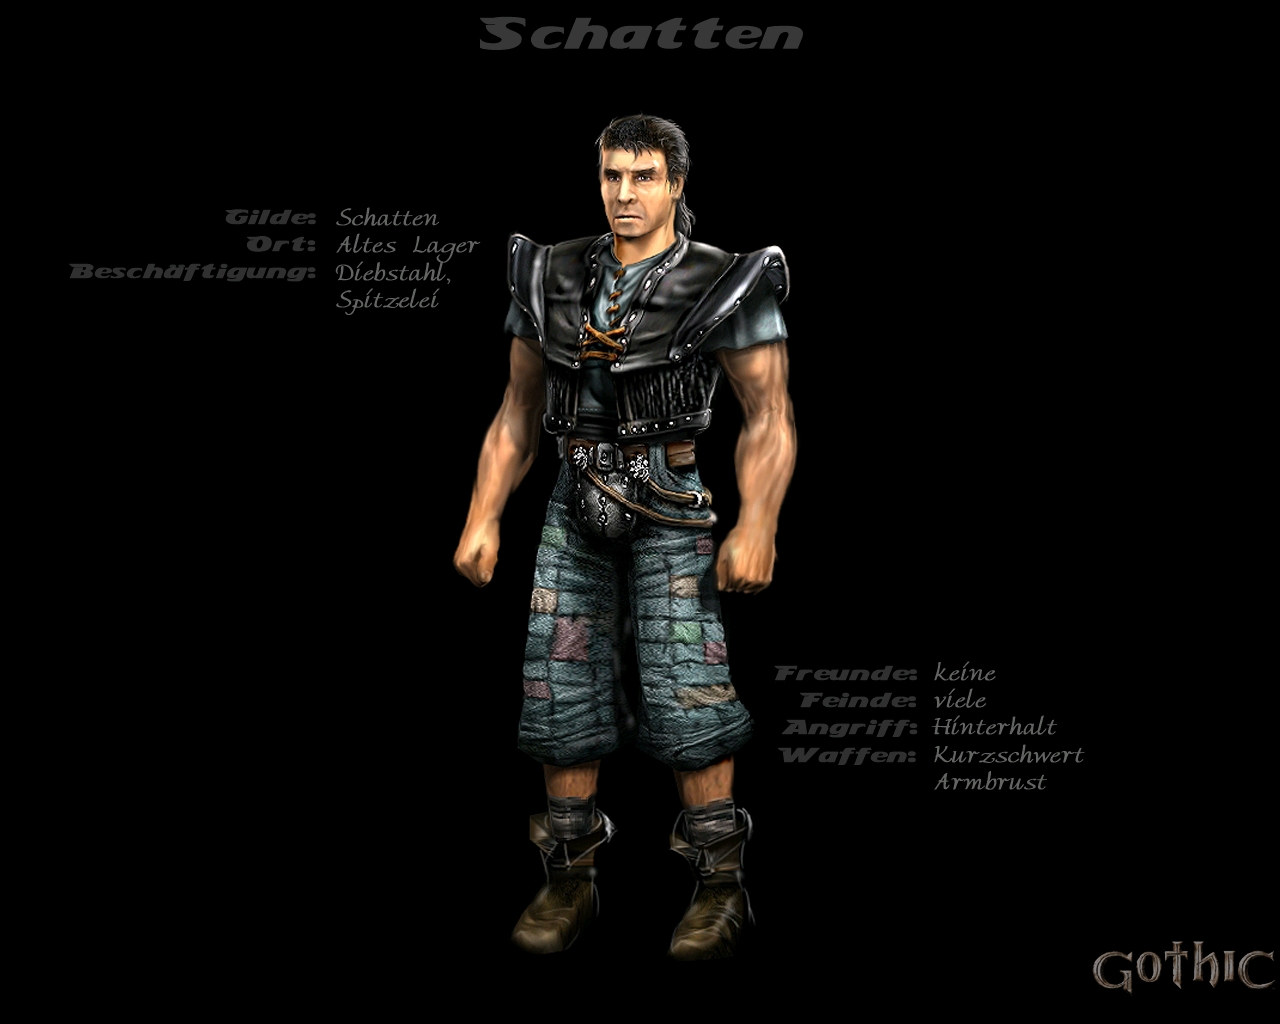 Schatten
Gilde: Schatten
Ort: Altes Lager
Beschäftigung: Diebstahl,
Spitzelei
Freunde: keine
Feinde: viele
Angriff: Hinterhalt
Waffen: Kurzschwert
Armbrust
GOTHIC